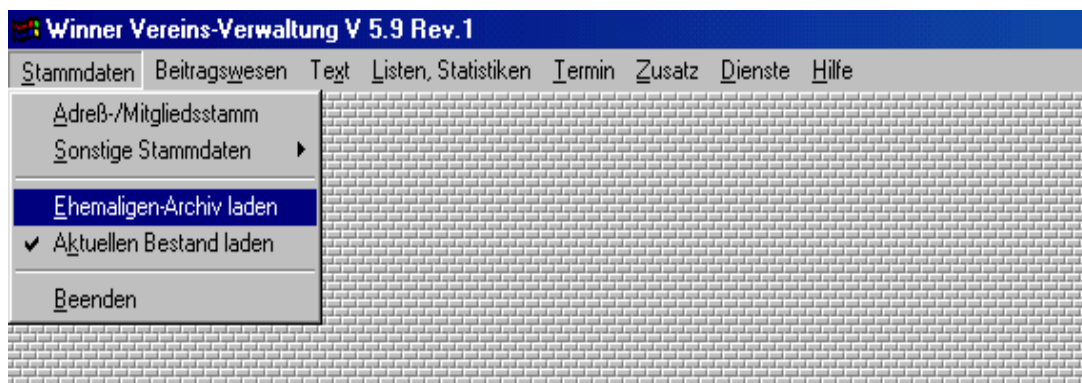 Winner Vereins-Verwaltung V 5.9 Rev.1
Stammdaten Beitragswesen Text Listen, Statistiken Termin Zusatz Dienste Hilfe
Adreß-/Mitgliedsstamm
Sonstige Stammdaten
Ehemaligen-Archiv laden
Aktuellen Bestand laden
Beenden